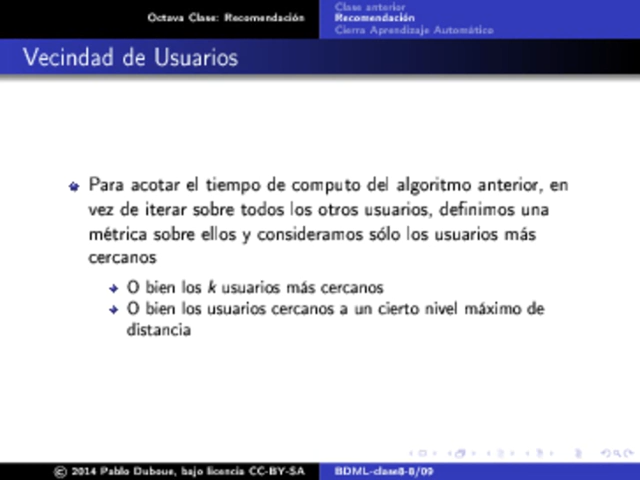 Octava Clase: Recomendación
Clase anterior
Recomendación
Cierra Aprendizaje Automático
Vecindad de Usuarios
Para acotar el tiempo de computo del algoritmo anterior, en
vez de iterar sobre todos los otros usuarios, definimos una
métrica sobre ellos y consideramos sólo los usuarios más
cercanos
O bien los k usuarios más cercanos
O bien los usuarios cercanos a un cierto nivel máximo de
distancia
© 2014 Pablo Duboue, bajo licencia CC-BY-SA
BDML-clase8-8/09